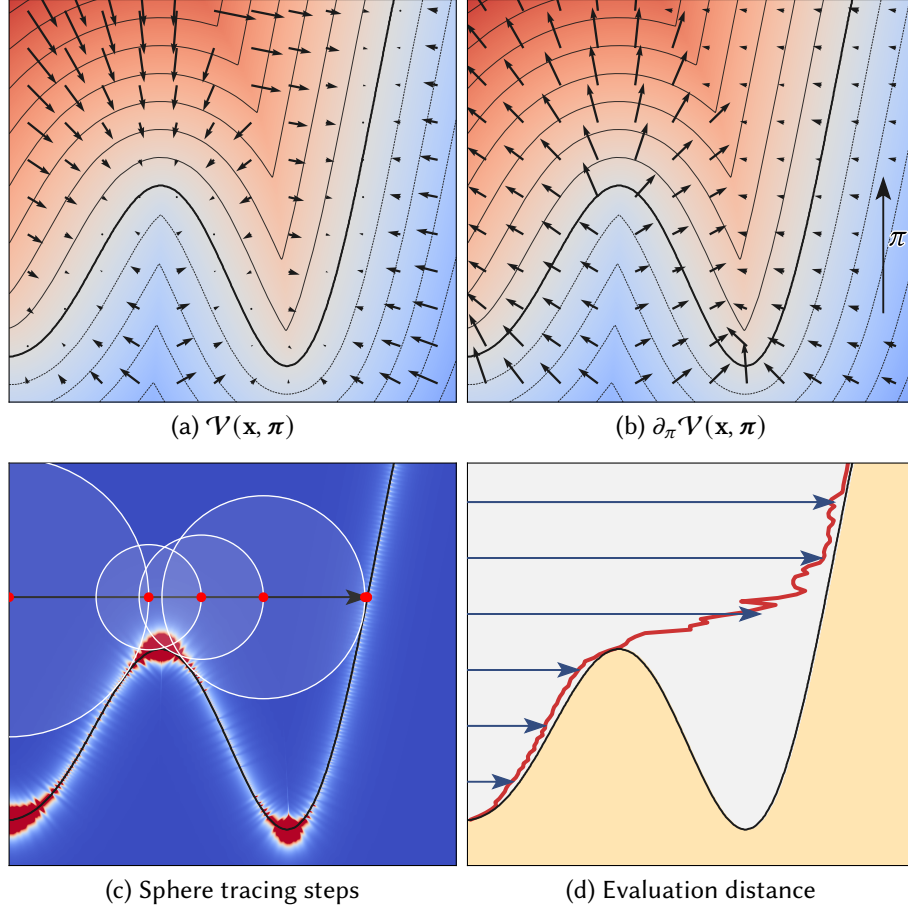 π
(a) 𝒱(x, π)
(b) ∂π𝒱(x, π)
(c) Sphere tracing steps
(d) Evaluation distance